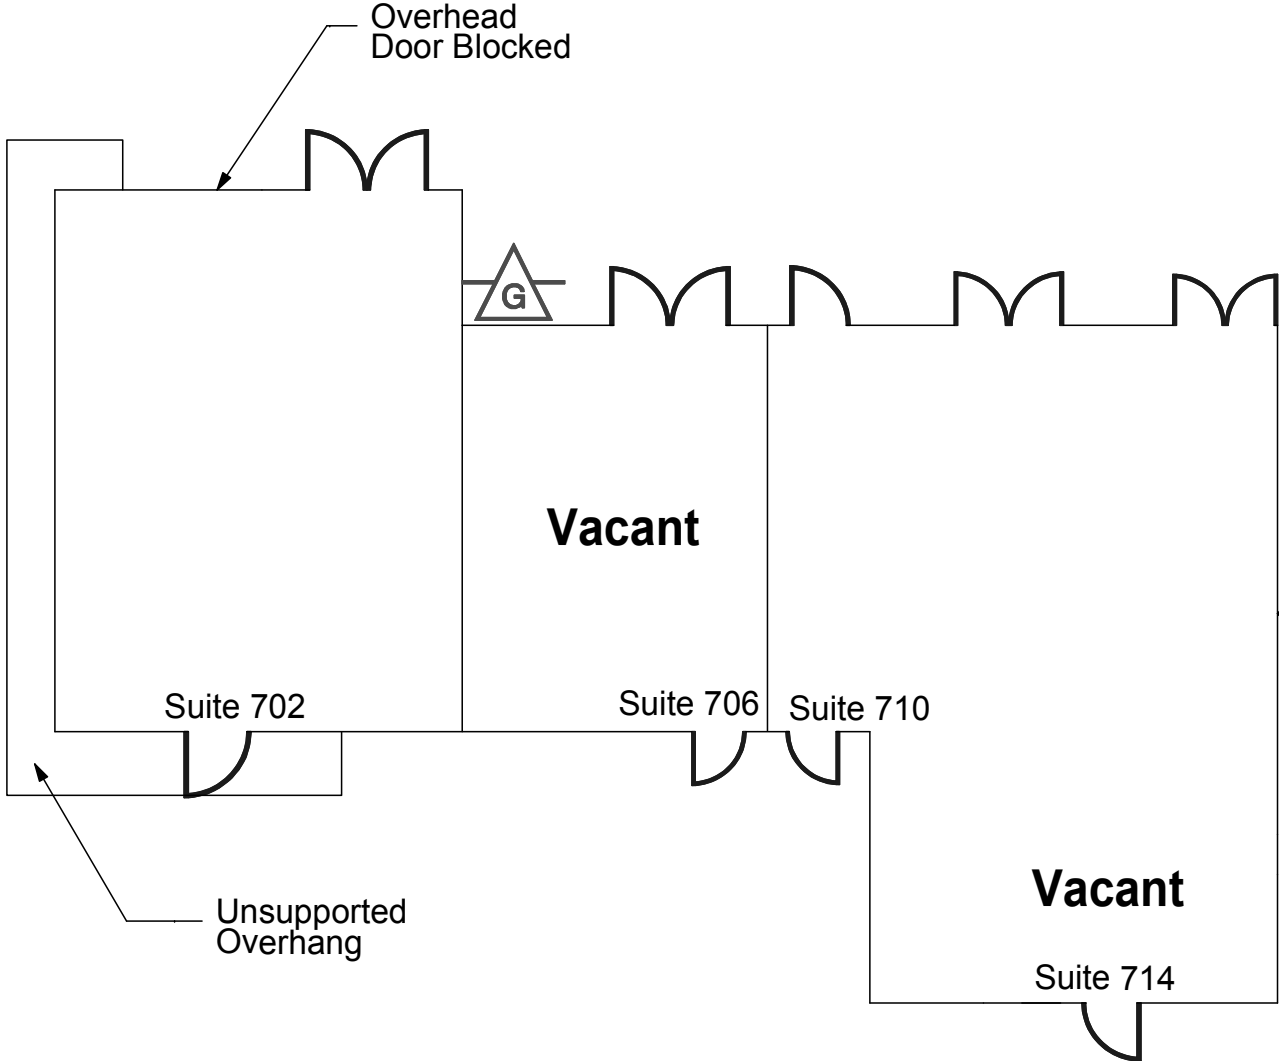 Overhead
Door Blocked
G
Vacant
Suite 702
Suite 706
Suite 710
Vacant
Unsupported
Overhang
Suite 714